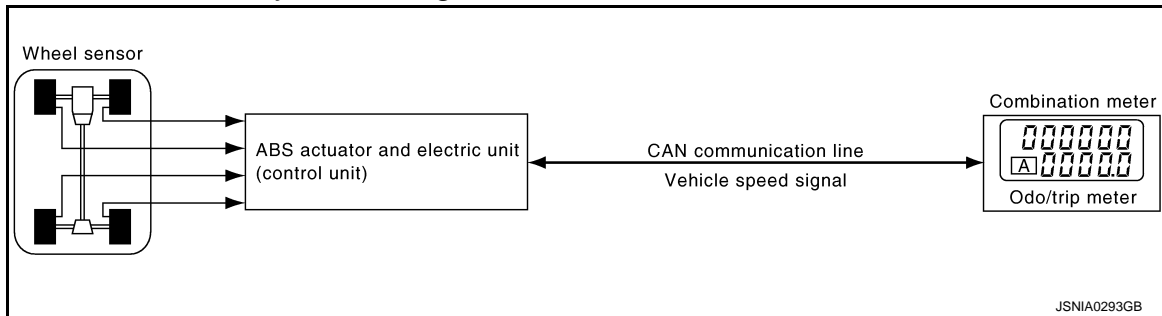 Wheel sensor
ABS actuator and electric unit
(control unit)
CAN communication line
Vehicle speed signal
Combination meter
000000
A 0000.0
Odo/trip meter
JSNIA0293GB